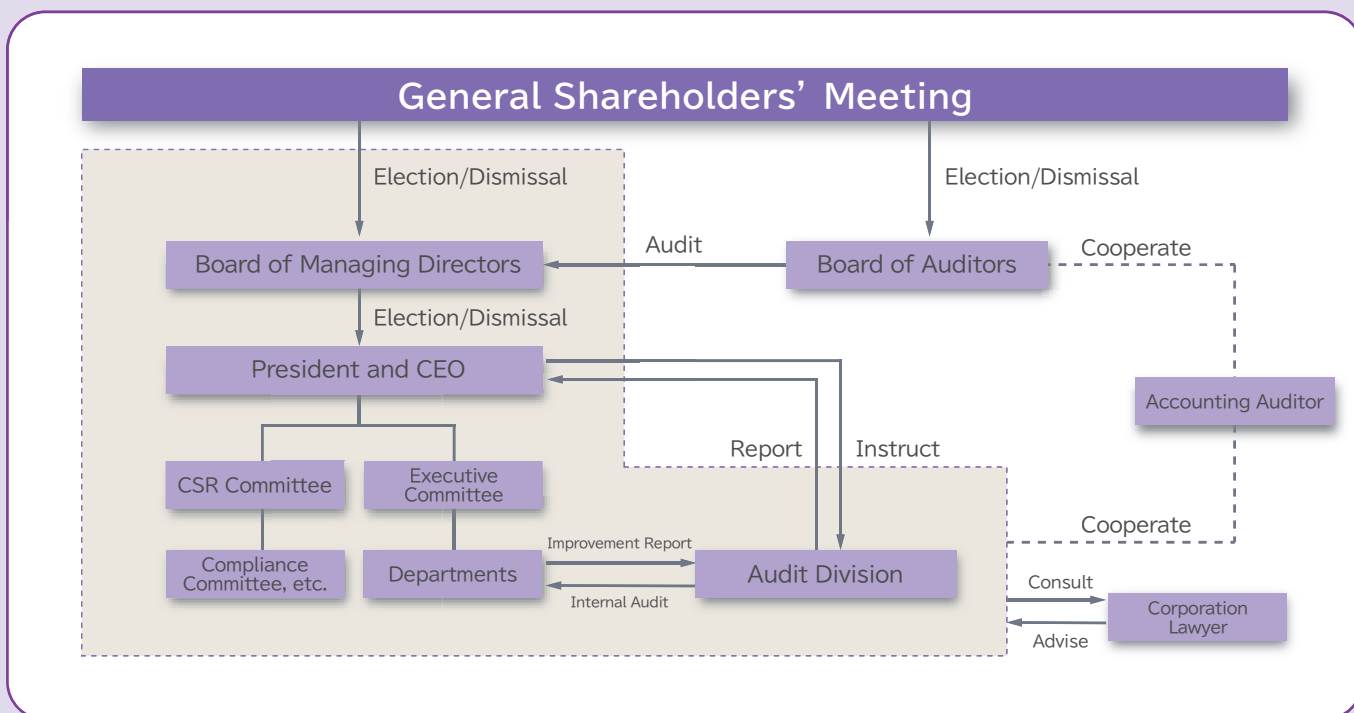 General Shareholders’ Meeting
Election/Dismissal
Election/Dismissal
Board of Managing Directors
Audit
Board of Auditors
Cooperate
Election/Dismissal
President and CEO
Accounting Auditor
Report
Instruct
CSR Committee
Executive
Committee
Cooperate
Compliance
Committee, etc.
Departments
Improvement Report
Internal Audit
Audit Division
Consult
Advise
Corporation
Lawyer